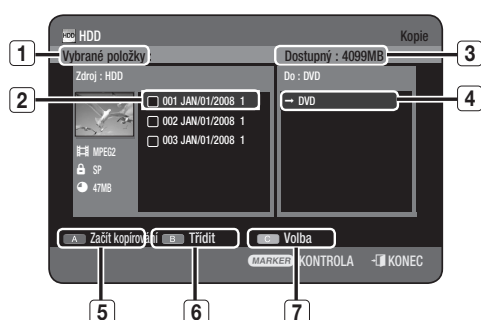 HDD HDD Kopie
1 Vybrané položky : Dostupný : 4099MB 3
Zdroj : HDD Do : DVD
2 001 JAN/01/2008 1 → DVD 4
002 JAN/01/2008 1
003 JAN/01/2008 1
MPEG2
SP
47MB
A Začít kopírování B Třídit C Volba
MARKER KONTROLA KONEC
5 6 7